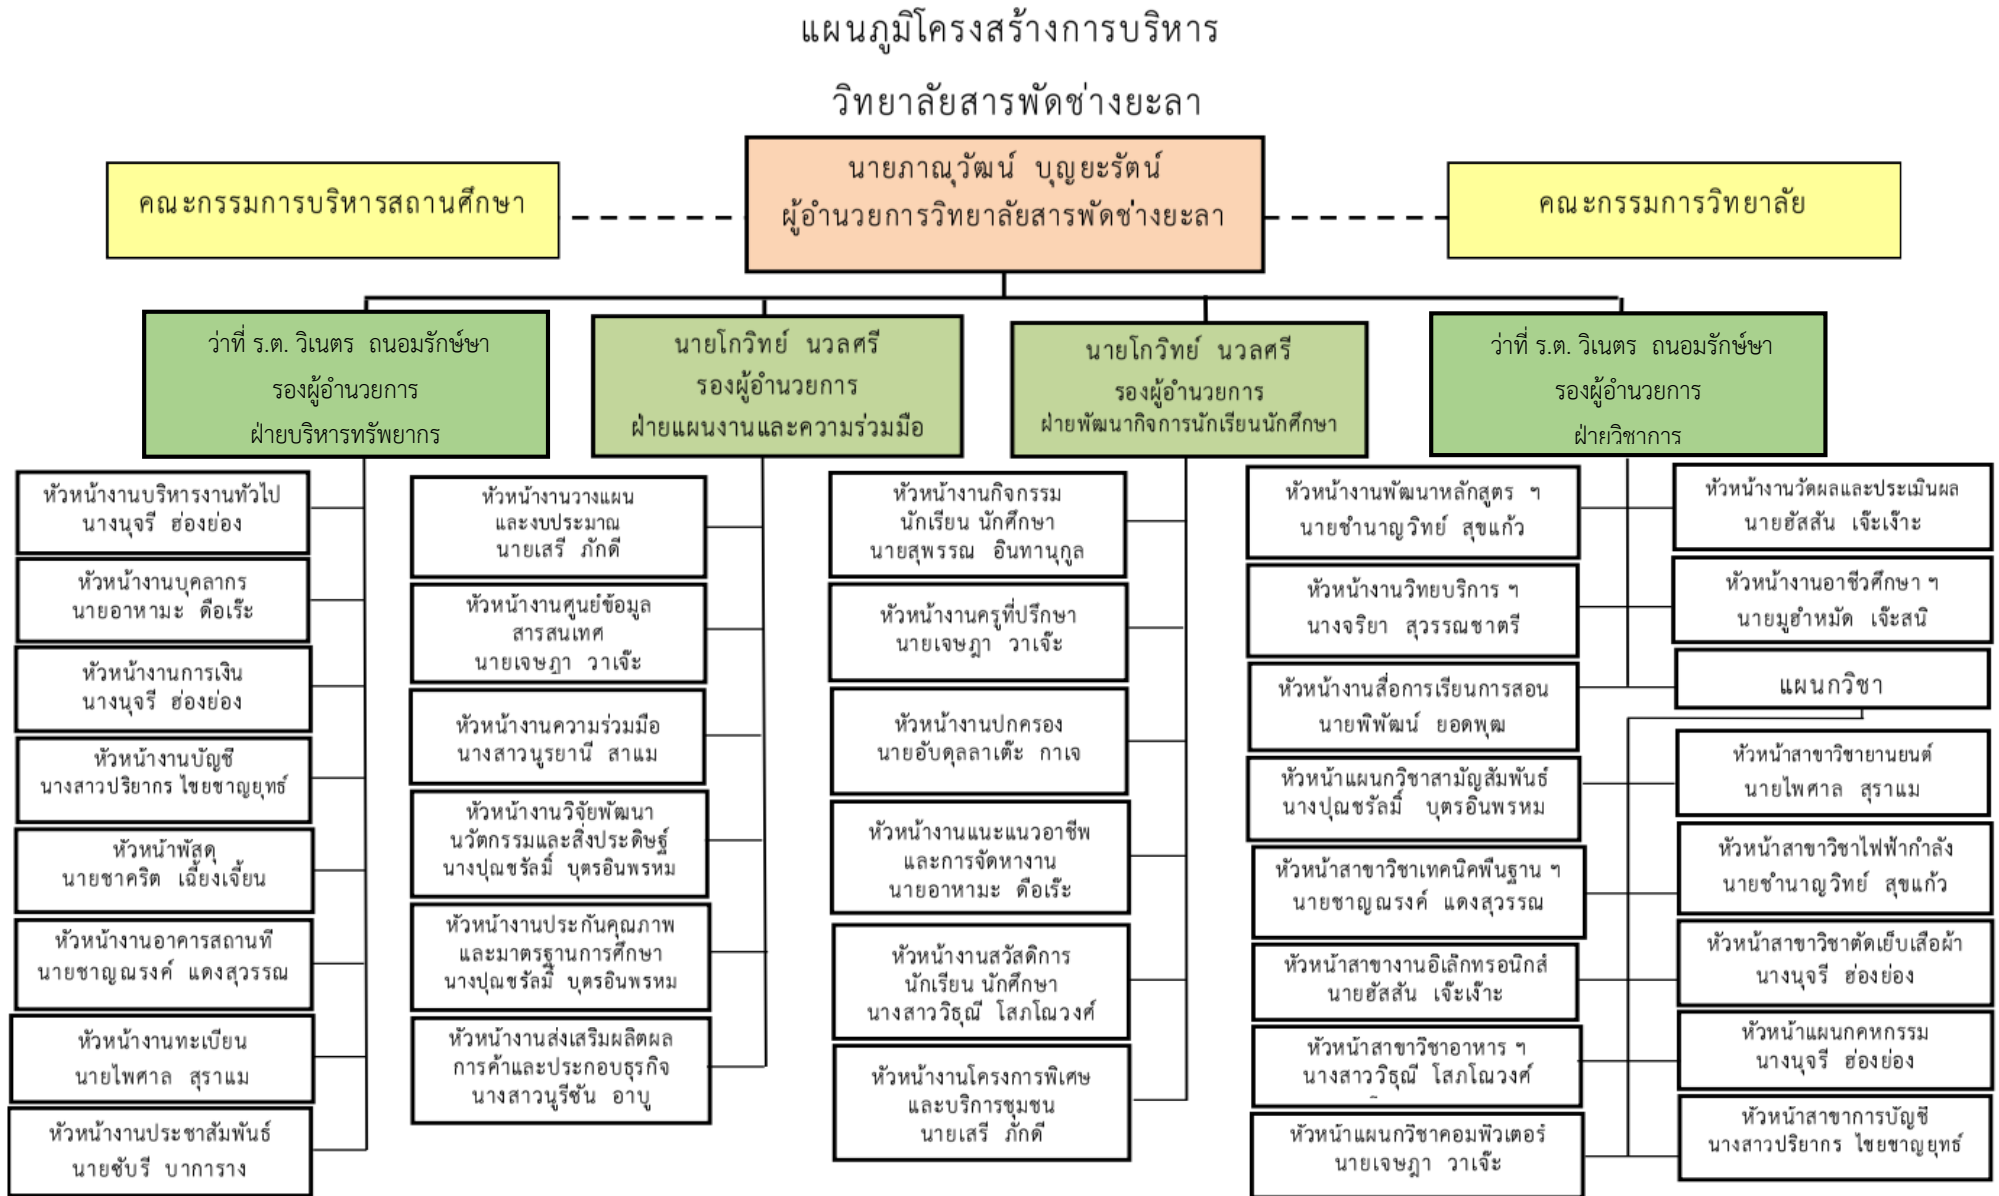 แผนภูมิโครงสร้างการบริหาร
วิทยาลัยสารพัดช่างยะลา
คณะกรรมการบริหารสถานศึกษา
นายภาณุวัฒน์ บุญยะรัตน์
ผู้อำนวยการวิทยาลัยสารพัดช่างยะลา
คณะกรรมการวิทยาลัย
ว่าที่ ร.ต. วิเนตร ถนอมรักษ์ษา
รองผู้อำนวยการ
ฝ่ายบริหารทรัพยากร
นายโกวิทย์ นวลศรี
รองผู้อำนวยการ
ฝ่ายแผนงานและความร่วมมือ
นายโกวิทย์ นวลศรี
รองผู้อำนวยการ
ฝ่ายพัฒนากิจการนักเรียนนักศึกษา
ว่าที่ ร.ต. วิเนตร ถนอมรักษ์ษา
รองผู้อำนวยการ
ฝ่ายวิชาการ
หัวหน้างานบริหารงานทั่วไป
นางนุจรี ฮ่องย่อง
หัวหน้างานบุคลากร
นายอาหามะ ดือเร๊ะ
หัวหน้างานการเงิน
นางนุจรี ฮ่องย่อง
หัวหน้างานบัญชี
นางสาวปริยากร ไชยชาญยุทธ์
หัวหน้าพัสดุ
นายชาคริต เฉี้ยงเจี้ยน
หัวหน้างานอาคารสถานที่
นายชาญณรงค์ แดงสุวรรณ
หัวหน้างานทะเบียน
นายไพศาล สุราแม
หัวหน้างานประชาสัมพันธ์
นายซับรี บาการาง
หัวหน้างานวางแผน
และงบประมาณ
นายเสรี ภักดี
หัวหน้างานศูนย์ข้อมูล
สารสนเทศ
นายเจษฎา วาเจ๊ะ
หัวหน้างานความร่วมมือ
นางสาวนูรยานี สาแม
หัวหน้างานวิจัยพัฒนา
นวัตกรรมและสิ่งประดิษฐ์
นางปุณชรัสมิ์ บุตรอินพรหม
หัวหน้างานประกันคุณภาพ
และมาตรฐานการศึกษา
นางปุณชรัสมิ์ บุตรอินพรหม
หัวหน้างานส่งเสริมผลิตผล
การค้าและประกอบธุรกิจ
นางสาวนูรีซัน อาบู
หัวหน้างานกิจกรรม
นักเรียน นักศึกษา
นายสุพรรณ อินทานุกูล
หัวหน้างานครูที่ปรึกษา
นายเจษฎา วาเจ๊ะ
หัวหน้างานปกครอง
นายอับดุลลาเต๊ะ กาเจ
หัวหน้างานแนะแนวอาชีพ
และการจัดหางาน
นายอาหามะ ดือเร๊ะ
หัวหน้างานสวัสดิการ
นักเรียน นักศึกษา
นางสาววิธุณี โสภโณวงศ์
หัวหน้างานโครงการพิเศษ
และบริการชุมชน
นายเสรี ภักดี
หัวหน้างานพัฒนาหลักสูตร ฯ
นายชำนาญวิทย์ สุขแก้ว
หัวหน้างานวิทยบริการ ฯ
นางจริยา สุวรรณชาตรี
หัวหน้างานสื่อการเรียนการสอน
นายพิพัฒน์ ยอดพุฒ
หัวหน้าแผนกวิชาสามัญสัมพันธ์
นางปุณชรัสมิ์ บุตรอินพรหม
หัวหน้าสาขาวิชาเทคนิคพื้นฐาน ฯ
นายชาญณรงค์ แดงสุวรรณ
หัวหน้าสาขางานอิเล็กทรอนิกส์
นายฮัสสัน เจ๊ะเง๊าะ
หัวหน้าสาขาวิชาอาหาร ฯ
นางสาววิธุณี โสภโณวงศ์
หัวหน้าแผนกวิชาคอมพิวเตอร์
นายเจษฎา วาเจ๊ะ
หัวหน้างานวัดผลและประเมินผล
นายฮัสสัน เจ๊ะเง๊าะ
หัวหน้างานอาชีวศึกษา ฯ
นายมูฮำหมัด เจ๊ะสนิ
แผนกวิชา
หัวหน้าสาขาวิชายานยนต์
นายไพศาล สุราแม
หัวหน้าสาขาวิชาไฟฟ้ากำลัง
นายชำนาญวิทย์ สุขแก้ว
หัวหน้าสาขาวิชาตัดเย็บเสื้อผ้า
นางนุจรี ฮ่องย่อง
หัวหน้าแผนกคหกรรม
นางนุจรี ฮ่องย่อง
หัวหน้าสาขาการบัญชี
นางสาวปริยากร ไชยชาญยุทธ์